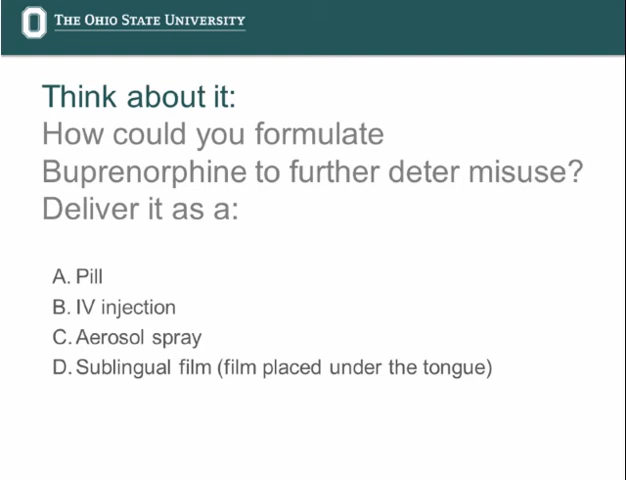 THE OHIO STATE UNIVERSITY
Think about it:
How could you formulate
Buprenorphine to further deter misuse?
Deliver it as a:
A. Pill
B. IV injection
C. Aerosol spray
D. Sublingual film (film placed under the tongue)